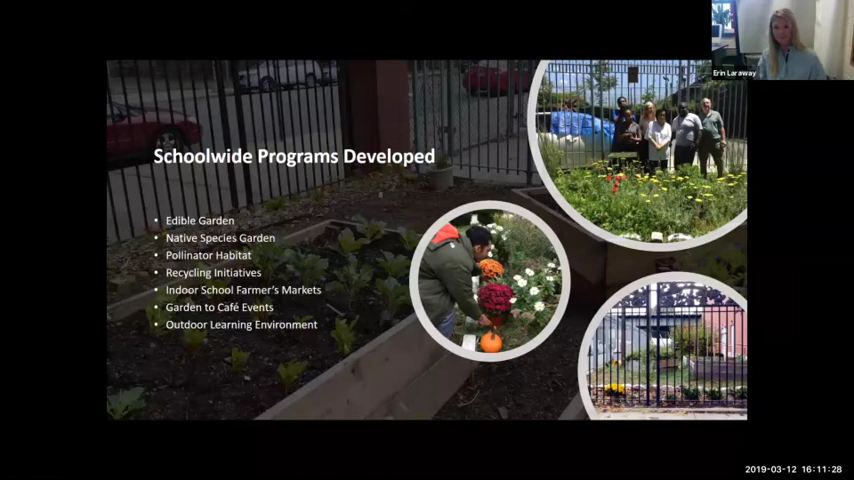 Erin Laraway
Schoolwide Programs Developed
• Edible Garden
• Native Species Garden
• Pollinator Habitat
• Recycling Initiatives
• Indoor School Farmer's Markets
• Garden to Café Events
• Outdoor Learning Environment
2019-03-12 16:11:28